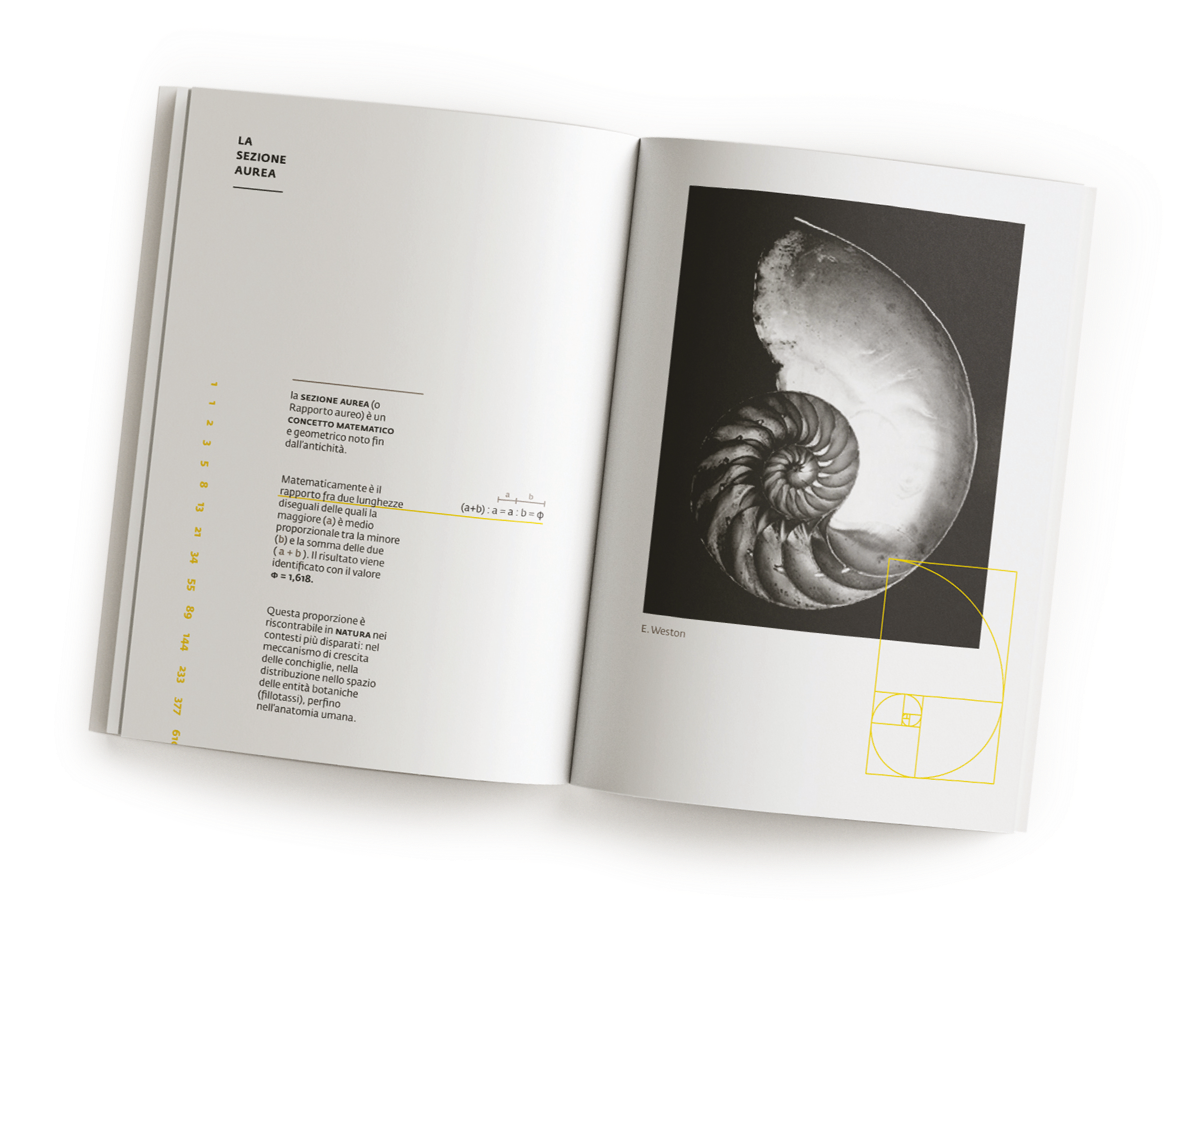 LA
SEZIONE
AUREA
la SEZIONE AUREA (o
Rapporto aureo) è un
CONCETTO MATEMATICO
e geometrico noto fin
dall'antichità.
Matematicamente è il
rapporto fra due lunghezze
diseguali delle quali la
maggiore (a) è medio
proporzionale tra la minore
(b) e la somma delle due
( a + b ). Il risultato viene
identificato con il valore
Φ = 1,618.
a b
(a+b) : a = a : b = φ
Questa proporzione è
riscontrabile in NATURA nei
contesti più disparati: nel
meccanismo di crescita
delle conchiglie, nella
distribuzione nello spazio
delle entità botaniche
(fillotassi), perfino
nell'anatomia umana.
1 1 2 3 5 8 13 21 34 55 89 144 233 377
E. Weston